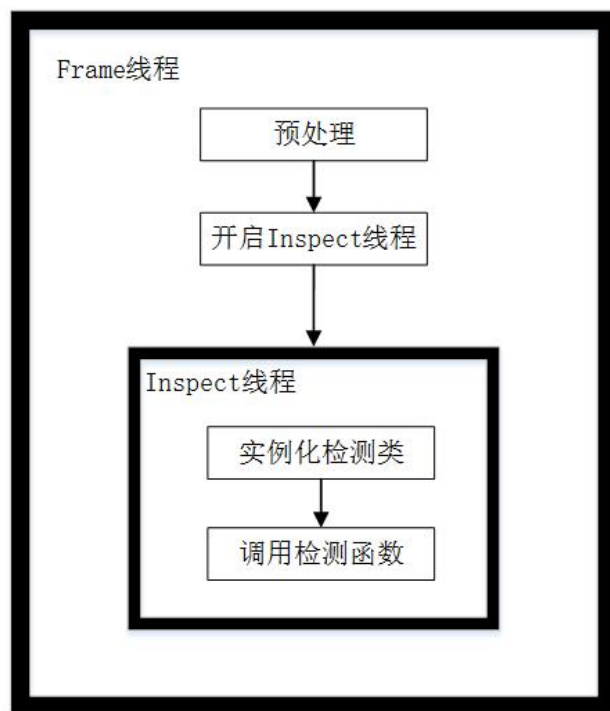 Frame线程
预处理
开启Inspect线程
Inspect线程
实例化检测类
调用检测函数